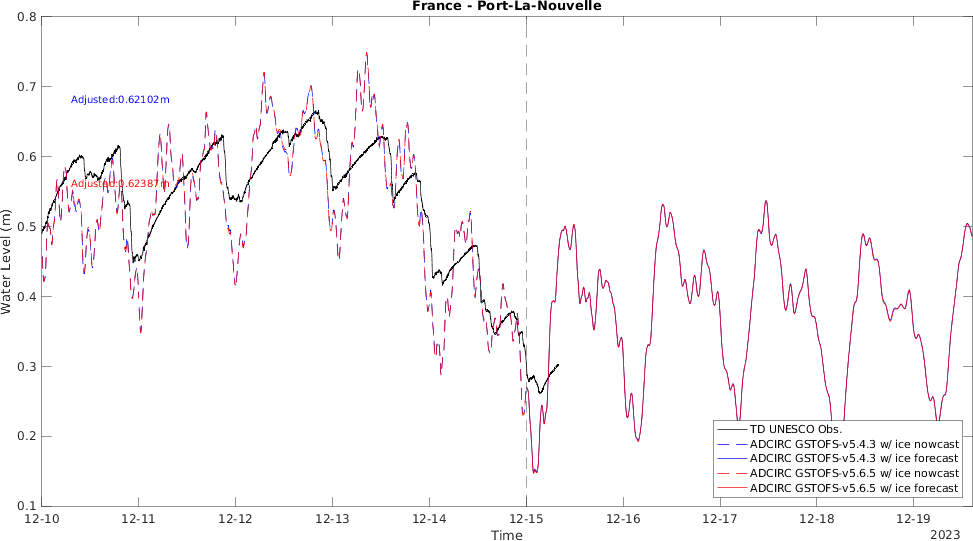 France - Port-La-Nouvelle
0.8
0.7
0.6
0.5
0.4
0.3
0.2
0.1
Water Level (m)
Adjusted:0.62102m
Adjusted:0.62387m
TD UNESCO Obs.
ADCIRC GSTOFS-v5.4.3 w/ ice nowcast
ADCIRC GSTOFS-v5.4.3 w/ ice forecast
ADCIRC GSTOFS-v5.6.5 w/ ice nowcast
ADCIRC GSTOFS-v5.6.5 w/ ice forecast
12-10 12-11 12-12 12-13 12-14 12-15 12-16 12-17 12-18 12-19
Time
2023